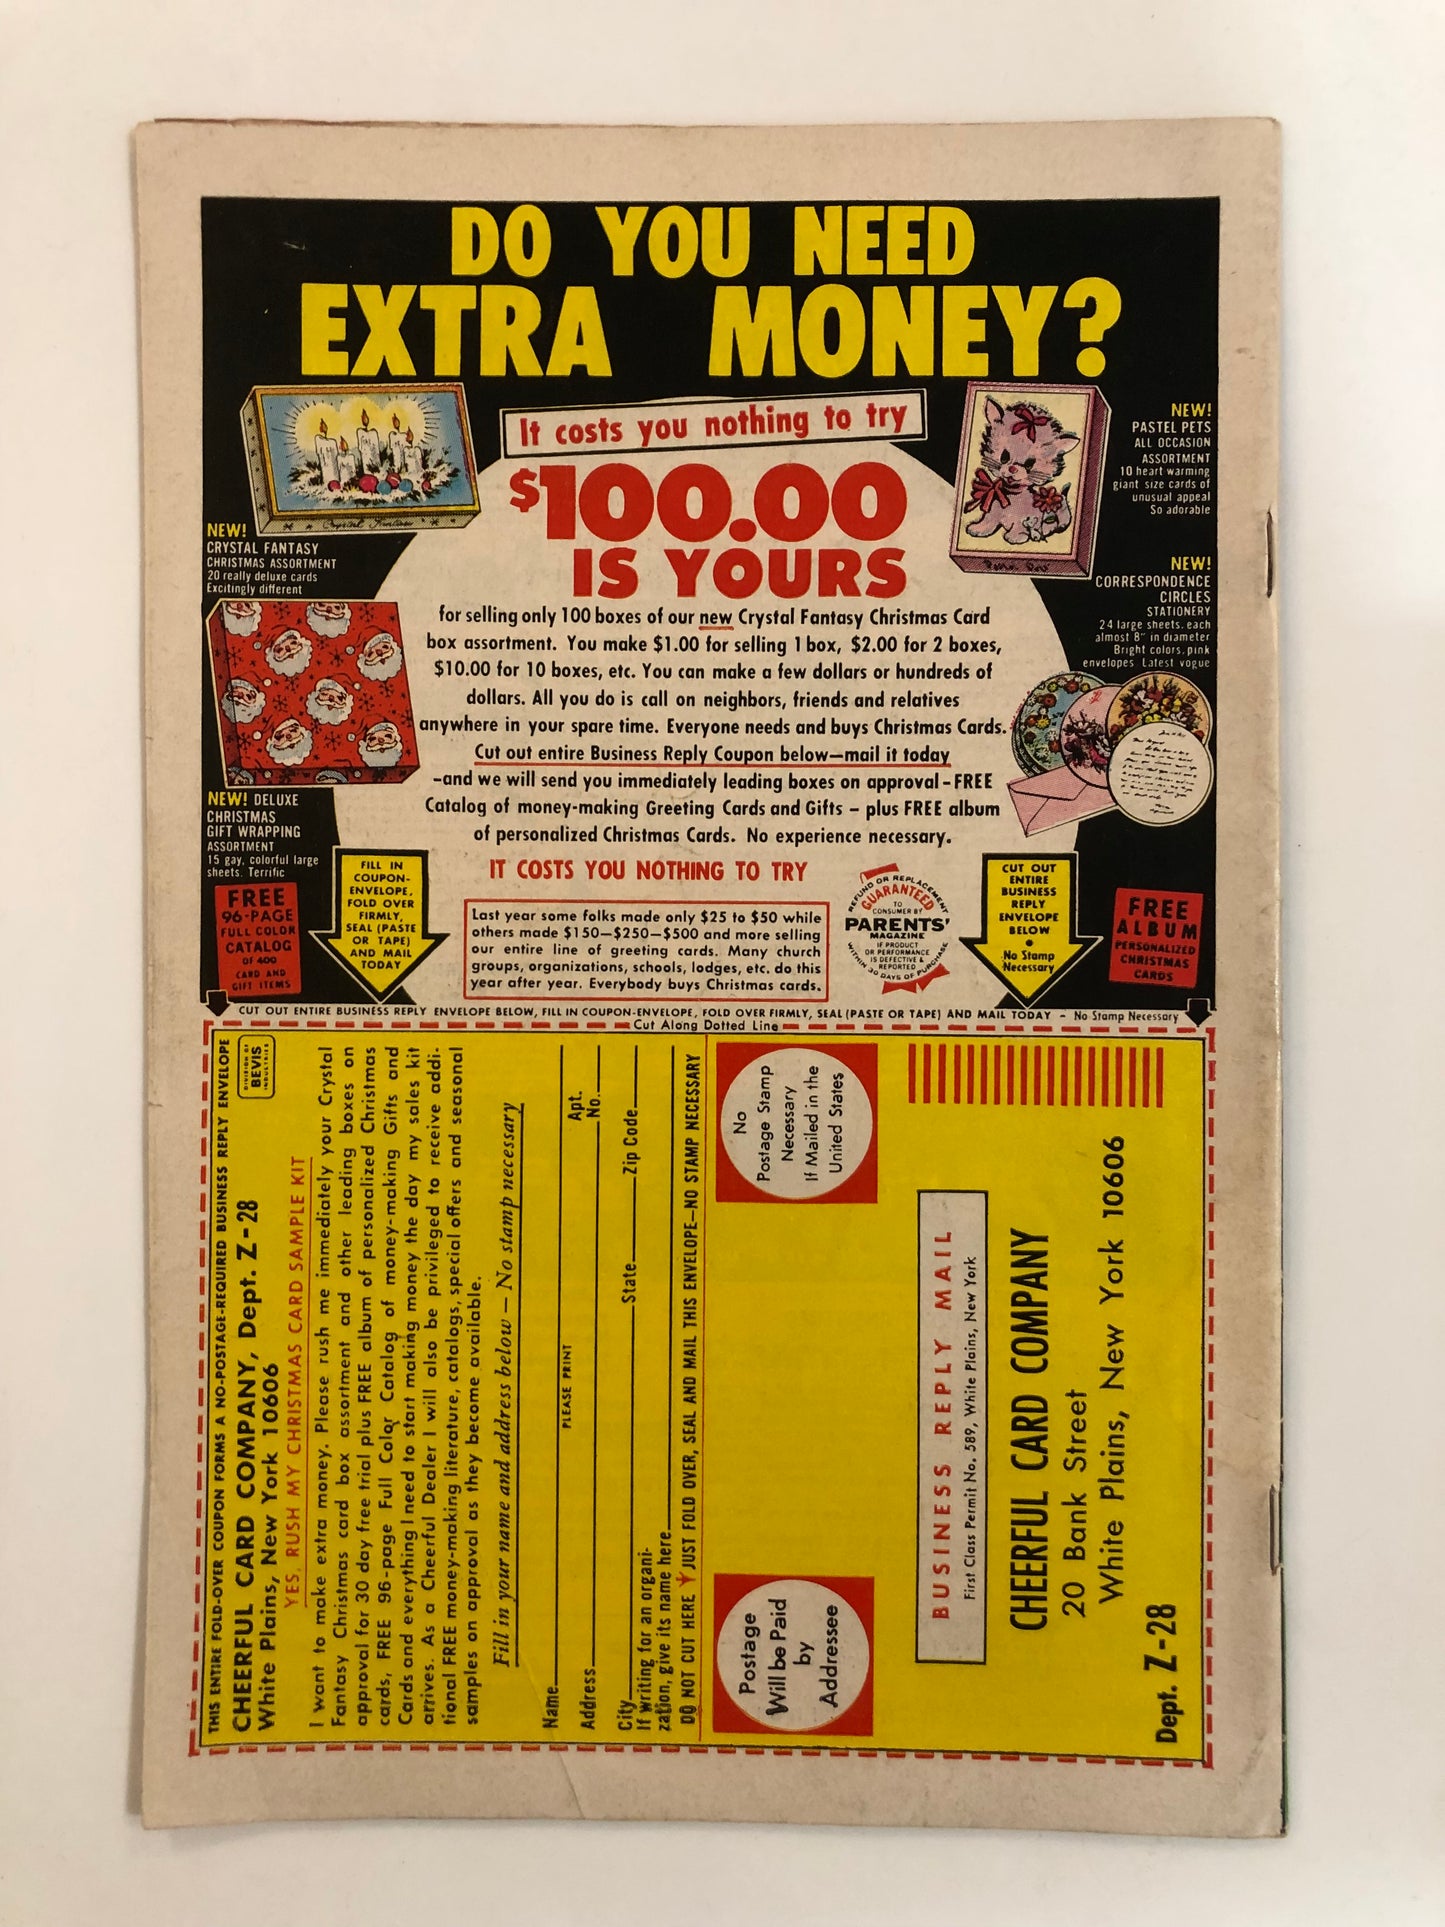 DO YOU NEED
EXTRA MONEY?
It costs you nothing to try
$100.00
IS YOURS
Crystal Fantasy
NEW!
CRYSTAL FANTASY
CHRISTMAS ASSORTMENT
20 really deluxe cards
Excitingly different
NEW!
PASTEL PETS
ALL OCCASION
ASSORTMENT
10 heart warming
giant size cards of
unusual appeal
So adorable
NEW!
CORRESPONDENCE
CIRCLES
STATIONERY
24 large sheets, each
almost 8" in diameter
Bright colors, pink
envelopes Latest vogue
for selling only 100 boxes of our new Crystal Fantasy Christmas Card
box assortment. You make $1.00 for selling 1 box, $2.00 for 2 boxes,
$10.00 for 10 boxes, etc. You can make a few dollars or hundreds of
dollars. All you do is call on neighbors, friends and relatives
anywhere in your spare time. Everyone needs and buys Christmas Cards.
Cut out entire Business Reply Coupon below—mail it today
–and we will send you immediately leading boxes on approval – FREE
Catalog of money-making Greeting Cards and Gifts – plus FREE album
of personalized Christmas Cards. No experience necessary.
NEW! DELUXE
CHRISTMAS
GIFT WRAPPING
ASSORTMENT
15 gay, colorful large
sheets. Terrific
IT COSTS YOU NOTHING TO TRY
FREE
96-PAGE
FULL COLOR
CATALOG
OF 400
CARD AND
GIFT ITEMS
FILL IN
COUPON-
ENVELOPE,
FOLD OVER
FIRMLY,
SEAL (PASTE
OR TAPE)
AND MAIL
TODAY
Last year some folks made only $25 to $50 while
others made $150—$250—$500 and more selling
our entire line of greeting cards. Many church
groups, organizations, schools, lodges, etc. do this
year after year. Everybody buys Christmas cards.
REFUND OR REPLACEMENT
GUARANTEED
TO
CONSUMER BY
PARENTS'
MAGAZINE
IF PRODUCT
OR PERFORMANCE
IS DEFECTIVE &
REPORTED
WITHIN 30 DAYS OF PURCHASE
CUT OUT
ENTIRE
BUSINESS
REPLY
ENVELOPE
BELOW
•
No Stamp
Necessary
FREE
ALBUM
PERSONALIZED
CHRISTMAS
CARDS
CUT OUT ENTIRE BUSINESS REPLY ENVELOPE BELOW, FILL IN COUPON-ENVELOPE, FOLD OVER FIRMLY, SEAL (PASTE OR TAPE) AND MAIL TODAY – No Stamp Necessary
Cut Along Dotted Line
THIS ENTIRE FOLD-OVER COUPON FORMS A NO-POSTAGE-REQUIRED BUSINESS REPLY ENVELOPE
CHEERFUL CARD COMPANY, Dept. Z-28
White Plains, New York 10606
DIVISION OF
BEVIS
INDUSTRIES
YES, RUSH MY CHRISTMAS CARD SAMPLE KIT
I want to make extra money. Please rush me immediately your Crystal
Fantasy Christmas card box assortment and other leading boxes on
approval for 30 day free trial plus FREE album of personalized Christmas
cards, FREE 96-page Full Color Catalog of money-making Gifts and
Cards and everything I need to start making money the day my sales kit
arrives. As a Cheerful Dealer I will also be privileged to receive addi-
tional FREE money-making literature, catalogs, special offers and seasonal
samples on approval as they become available.
Fill in your name and address below — No stamp necessary
Name
PLEASE PRINT
Address Apt. No.
City State Zip Code
If writing for an organi-
zation, give its name here
DO NOT CUT HERE JUST FOLD OVER, SEAL AND MAIL THIS ENVELOPE—NO STAMP NECESSARY
Postage
Will be Paid
by
Addressee
No
Postage Stamp
Necessary
If Mailed in the
United States
BUSINESS REPLY MAIL
First Class Permit No. 589, White Plains, New York
CHEERFUL CARD COMPANY
20 Bank Street
White Plains, New York 10606
Dept. Z-28